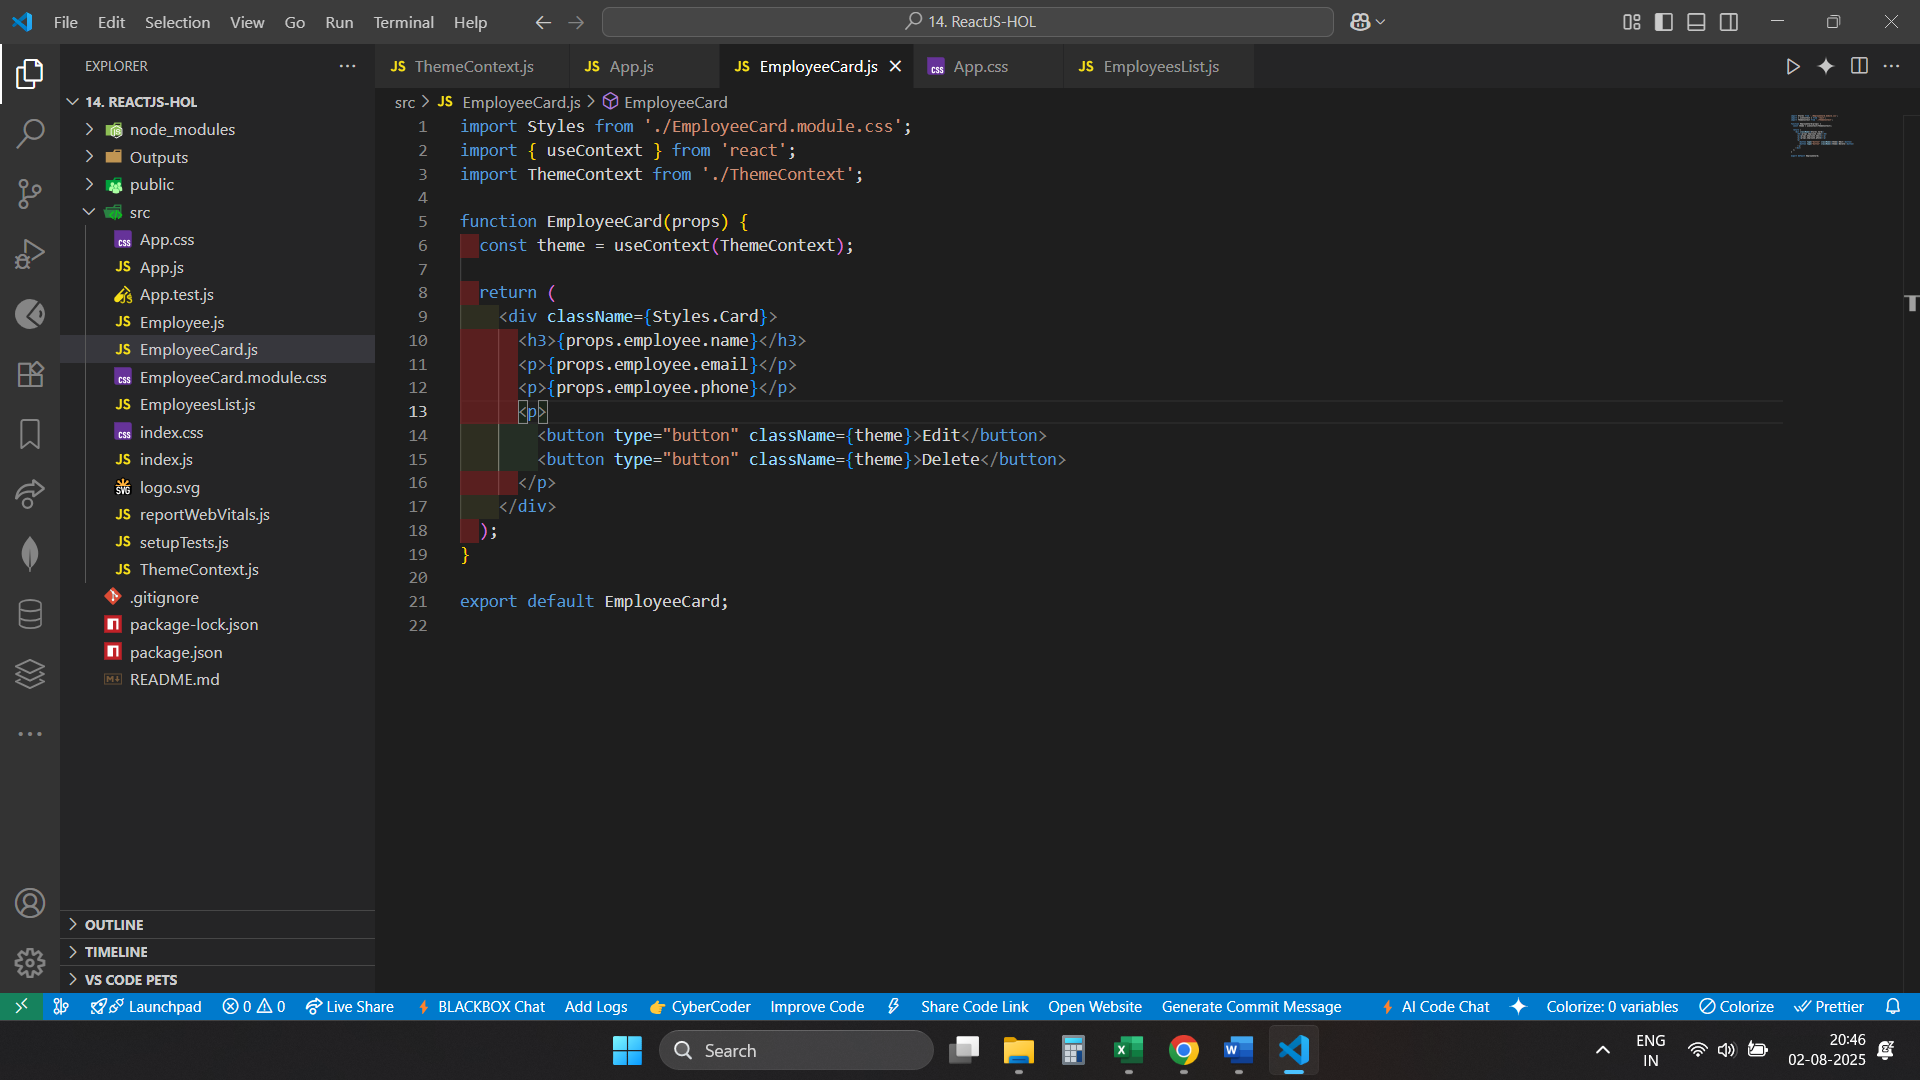 File Edit Selection View Go Run Terminal Help
14. ReactJS-HOL
EXPLORER
14. REACTJS-HOL
node_modules
Outputs
public
src
App.css
App.js
App.test.js
Employee.js
EmployeeCard.js
EmployeeCard.module.css
EmployeesList.js
index.css
index.js
logo.svg
reportWebVitals.js
setupTests.js
ThemeContext.js
.gitignore
package-lock.json
package.json
README.md
OUTLINE
TIMELINE
VS CODE PETS
JS ThemeContext.js JS App.js JS EmployeeCard.js App.css JS EmployeesList.js
src > JS EmployeeCard.js > EmployeeCard
1 import Styles from './EmployeeCard.module.css';
2 import { useContext } from 'react';
3 import ThemeContext from './ThemeContext';
4
5 function EmployeeCard(props) {
6 const theme = useContext(ThemeContext);
7
8 return (
9 <div className={Styles.Card}>
10 <h3>{props.employee.name}</h3>
11 <p>{props.employee.email}</p>
12 <p>{props.employee.phone}</p>
13 <p>
14 <button type="button" className={theme}>Edit</button>
15 <button type="button" className={theme}>Delete</button>
16 </p>
17 </div>
18 );
19 }
20
21 export default EmployeeCard;
22
Launchpad 0 0 Live Share BLACKBOX Chat Add Logs CyberCoder Improve Code Share Code Link Open Website Generate Commit Message AI Code Chat Colorize: 0 variables Colorize Prettier
Search
ENG
IN
20:46
02-08-2025